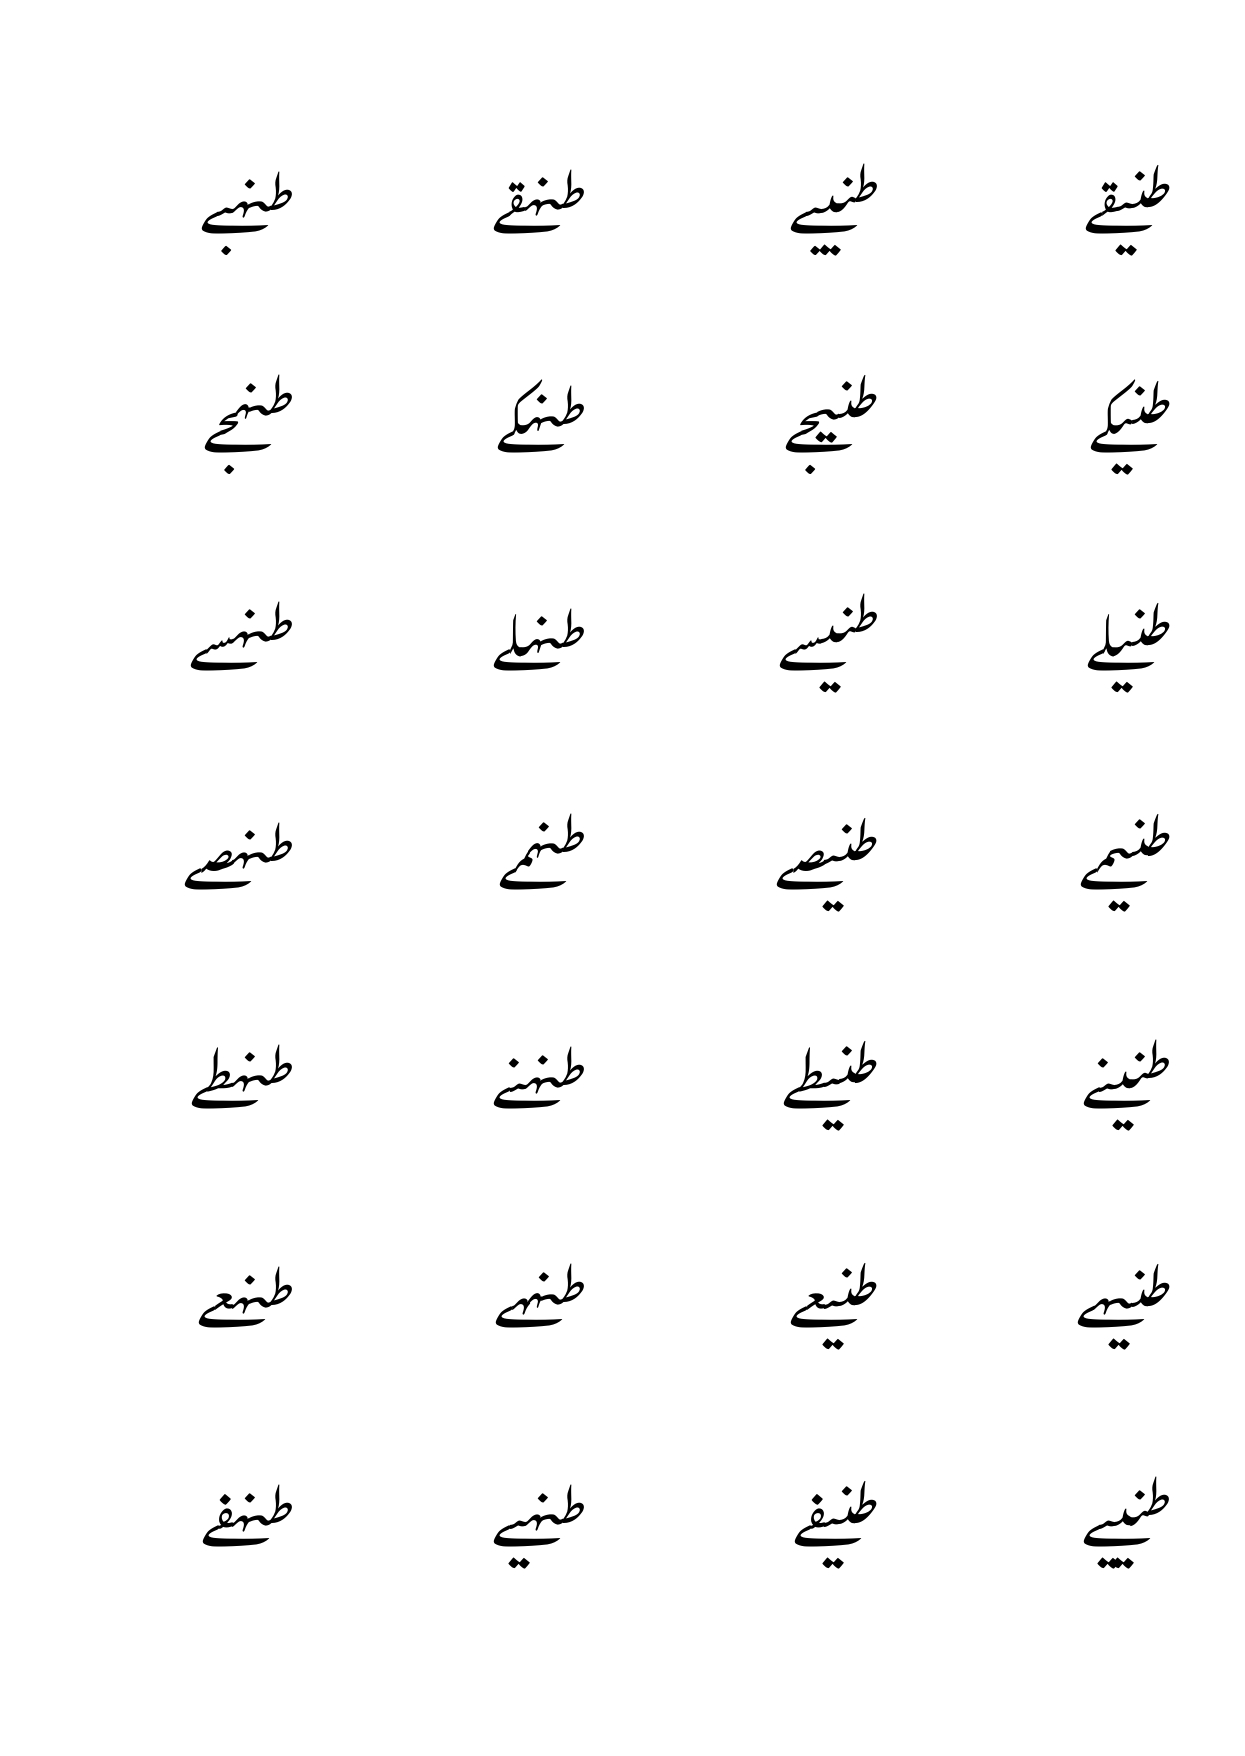 طنیقے طنیبے طنہقے طنہبے
طنیکے طنیجے طنہکے طنہجے
طنیلے طنیسے طنہلے طنہسے
طنیمے طنیصے طنہمے طنہصے
طنینے طنیطے طنہنے طنہطے
طنیہے طنیعے طنہہے طنہعے
طنییے طنیفے طنہیے طنہفے